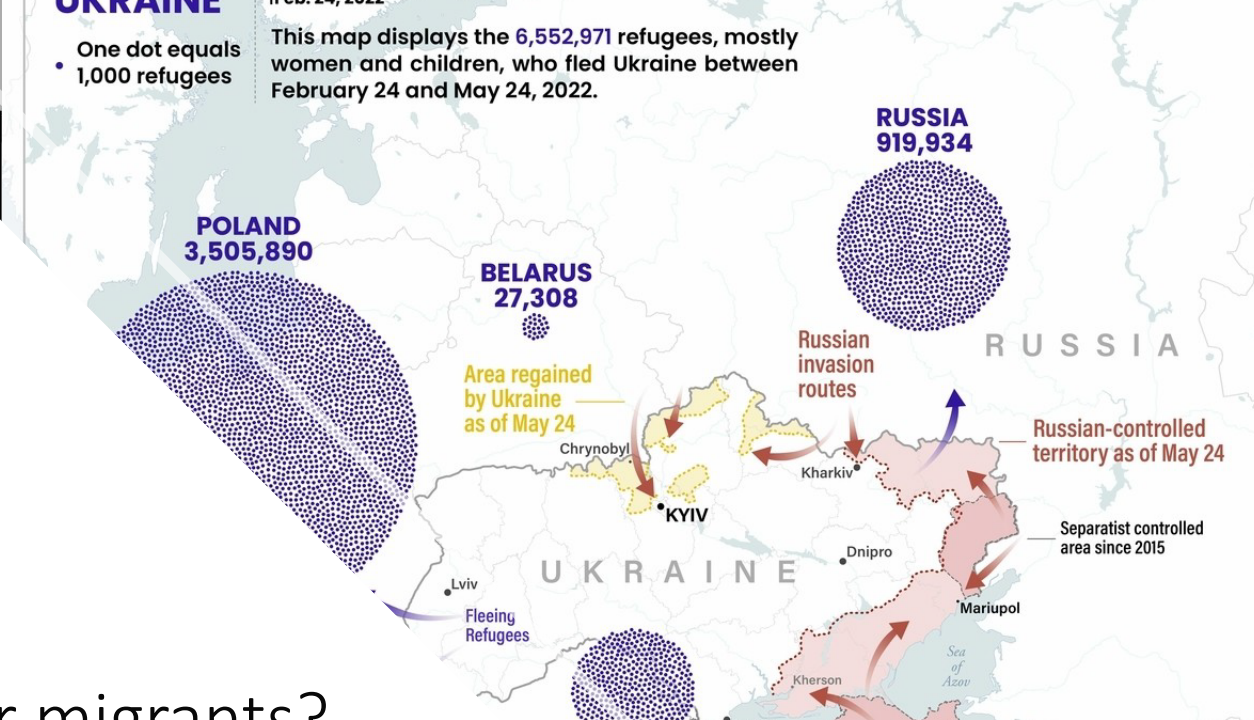 UKRAINE
Feb. 24, 2022
One dot equals
1,000 refugees
This map displays the 6,552,971 refugees, mostly
women and children, who fled Ukraine between
February 24 and May 24, 2022.
RUSSIA
919,934
POLAND
3,505,890
BELARUS
27,308
RUSSIA
Russian
invasion
routes
Area regained
by Ukraine
as of May 24
Russian-controlled
territory as of May 24
Chrynobyl
Kharkiv
KYIV
Separatist controlled
area since 2015
Dnipro
UKRAINE
Lviv
Mariupol
Fleeing
Refugees
Sea
of
Azov
Kherson
migrants?